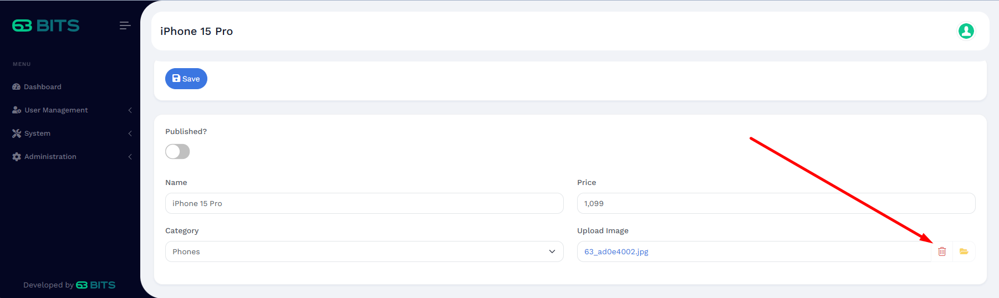 63 BITS
MENU
Dashboard
User Management
System
Administration
Developed by 63 BITS
iPhone 15 Pro
Save
Published?
Name
iPhone 15 Pro
Price
1,099
Category
Phones
Upload Image
63_ad0e4002.jpg